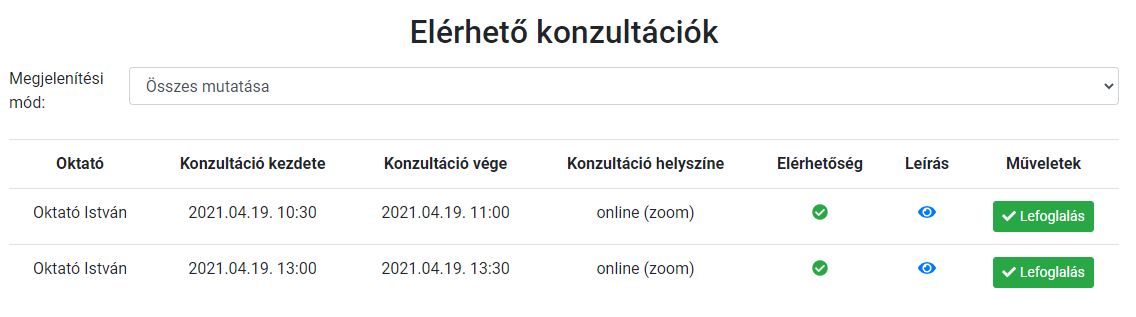 Elérhető konzultációk
Megjelenítési
mód:
Összes mutatása
Oktató Konzultáció kezdete Konzultáció vége Konzultáció helyszíne Elérhetőség Leírás Műveletek
Oktató István 2021.04.19. 10:30 2021.04.19. 11:00 online (zoom) Lefoglalás
Oktató István 2021.04.19. 13:00 2021.04.19. 13:30 online (zoom) Lefoglalás